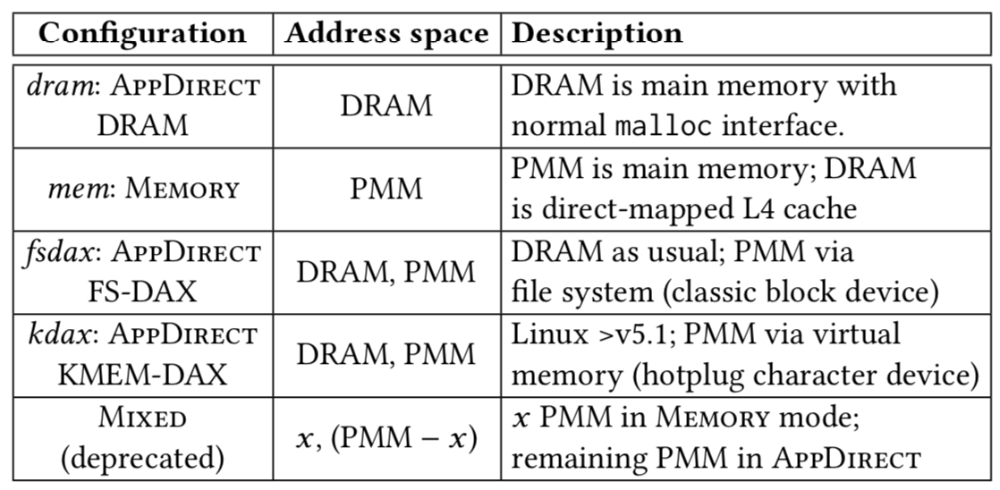 Configuration Address space Description
dram: APPDIRECT
DRAM
DRAM
DRAM is main memory with
normal malloc interface.
mem: MEMORY
PMM
PMM is main memory; DRAM
is direct-mapped L4 cache
fsdax: APPDIRECT
FS-DAX
DRAM, PMM
DRAM as usual; PMM via
file system (classic block device)
kdax: APPDIRECT
KMEM-DAX
DRAM, PMM
Linux >v5.1; PMM via virtual
memory (hotplug character device)
MIXED
(deprecated)
x, (PMM − x)
x PMM in MEMORY mode;
remaining PMM in APPDIRECT